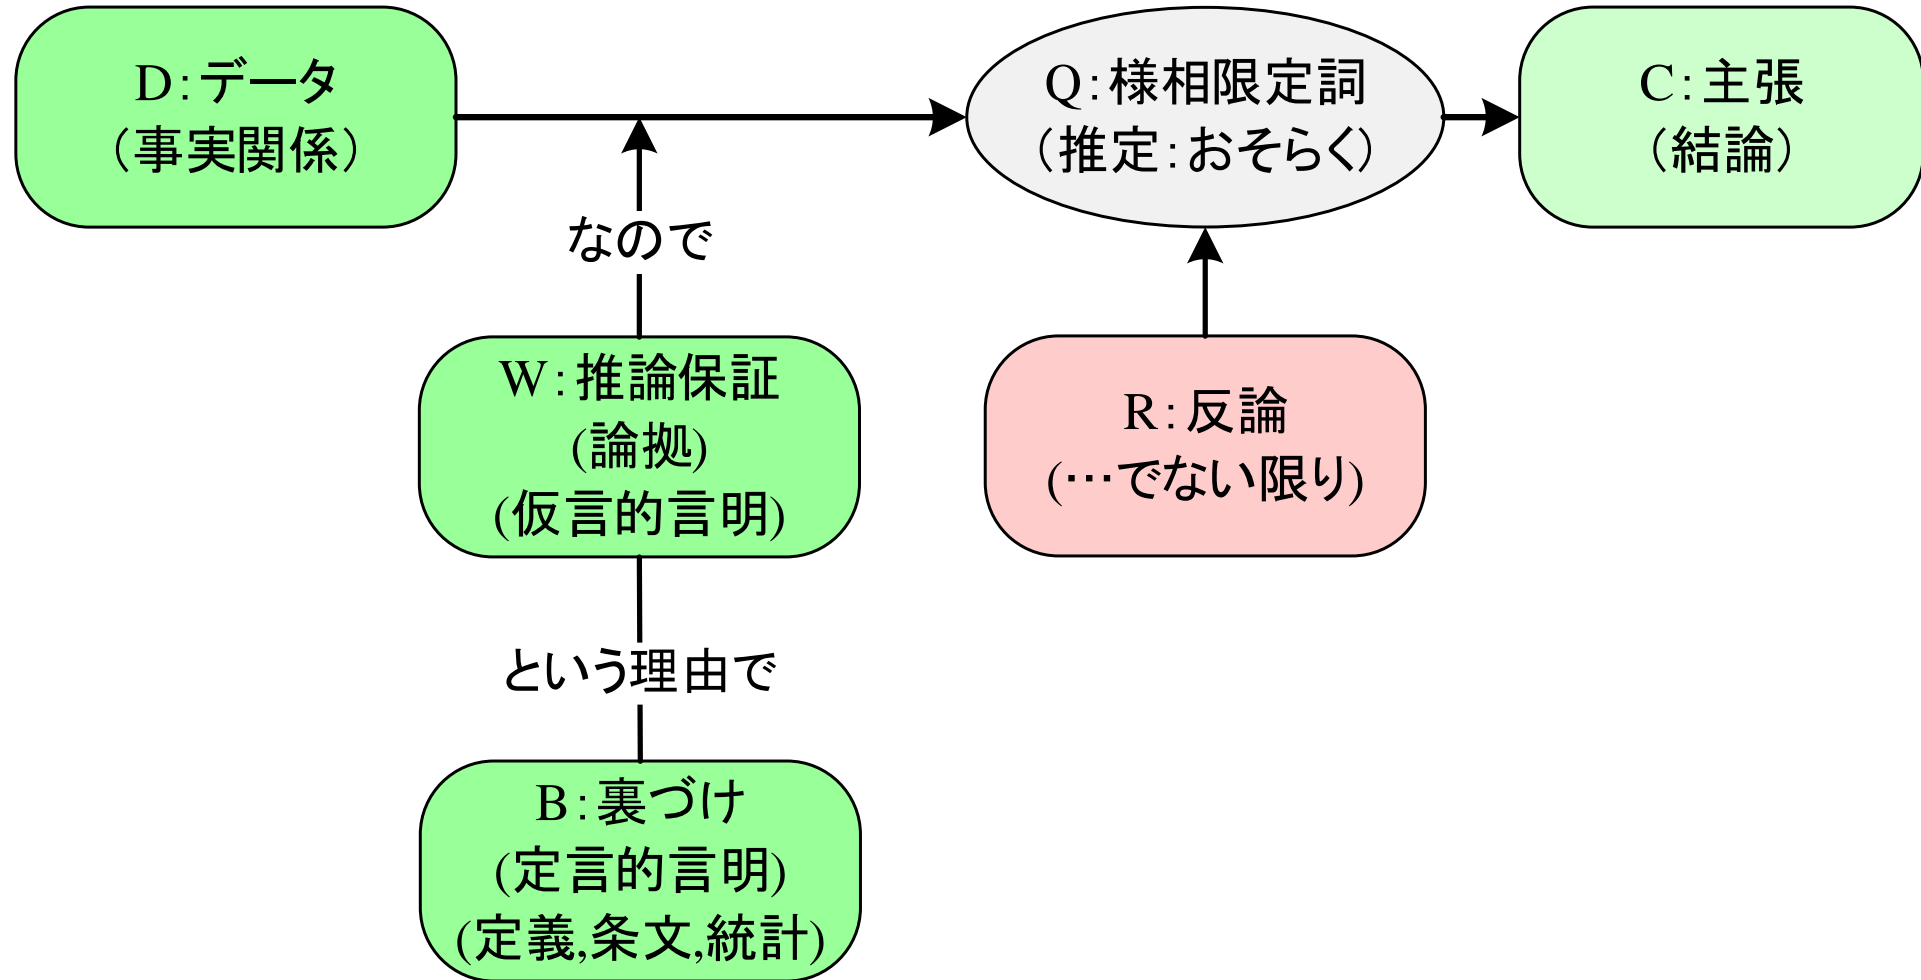 D：データ
（事実関係）
Q：様相限定詞
（推定：おそらく）
C：主張
（結論）
なので
W：推論保証
(論拠)
(仮言的言明)
R：反論
(…でない限り)
という理由で
B：裏づけ
(定言的言明)
(定義,条文,統計)